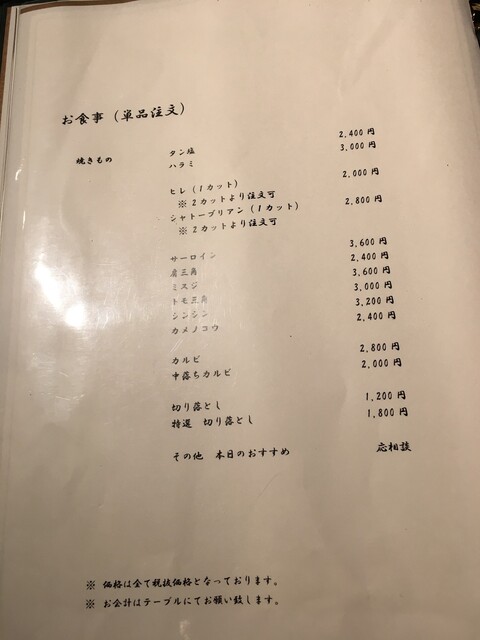 お食事（単品注文）
焼きもの
タン塩 2,400円
ハラミ 3,000円
ヒレ（1カット） 2,000円
※2カットより注文可
シャトーブリアン（1カット） 2,800円
※2カットより注文可
サーロイン 3,600円
肩三角 2,400円
ミスジ 3,600円
トモ三角 3,000円
シンシン 3,200円
カメノコウ 2,400円
カルビ 2,800円
中落ちカルビ 2,000円
切り落とし 1,200円
特選 切り落とし 1,800円
その他 本日のおすすめ 応相談
※ 価格は全て税抜価格となっております。
※ お会計はテーブルにてお願い致します。